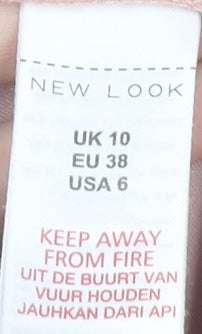 NEW LOOK
UK 10
EU 38
USA 6
KEEP AWAY
FROM FIRE
UIT DE BUURT VAN
VUUR HOUDEN
JAUHKAN DARI API